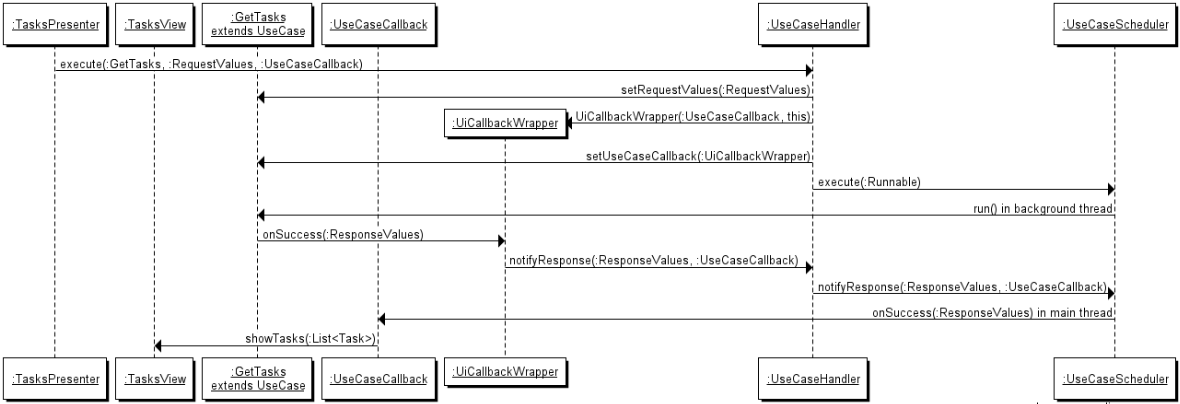 :TasksPresenter
:TasksView
:GetTasks
extends UseCase
:UseCaseCallback
:UseCaseHandler
:UseCaseScheduler
execute(:GetTasks, :RequestValues, :UseCaseCallback)
setRequestValues(:RequestValues)
:UiCallbackWrapper
UiCallbackWrapper(:UseCaseCallback, this)
setUseCaseCallback(:UiCallbackWrapper)
execute(:Runnable)
run() in background thread
onSuccess(:ResponseValues)
notifyResponse(:ResponseValues, :UseCaseCallback)
notifyResponse(:ResponseValues, :UseCaseCallback)
onSuccess(:ResponseValues) in main thread
showTasks(:List<Task>)
:TasksPresenter
:TasksView
:GetTasks
extends UseCase
:UseCaseCallback
:UiCallbackWrapper
:UseCaseHandler
:UseCaseScheduler